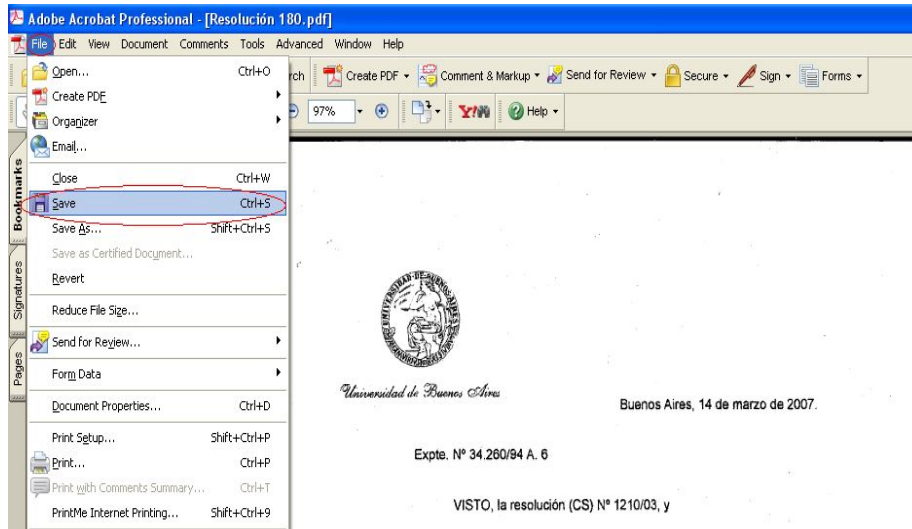 Adobe Acrobat Professional - [Resolución 180.pdf]
File Edit View Document Comments Tools Advanced Window Help
Create PDF Comment & Markup Send for Review Secure Sign Forms
97% Y! Help
Open... Ctrl+O
Create PDF
Organizer
Email...
Close Ctrl+W
Save Ctrl+S
Save As... Shift+Ctrl+S
Save as Certified Document...
Revert
Reduce File Size...
Send for Review...
Form Data
Document Properties... Ctrl+D
Print Setup... Shift+Ctrl+P
Print... Ctrl+P
Print with Comments Summary... Ctrl+T
PrintMe Internet Printing... Shift+Ctrl+9
Bookmarks
Signatures
Pages
Universidad de Buenos Aires
Buenos Aires, 14 de marzo de 2007.
Expte. Nº 34.260/94 A. 6
VISTO, la resolución (CS) Nº 1210/03, y